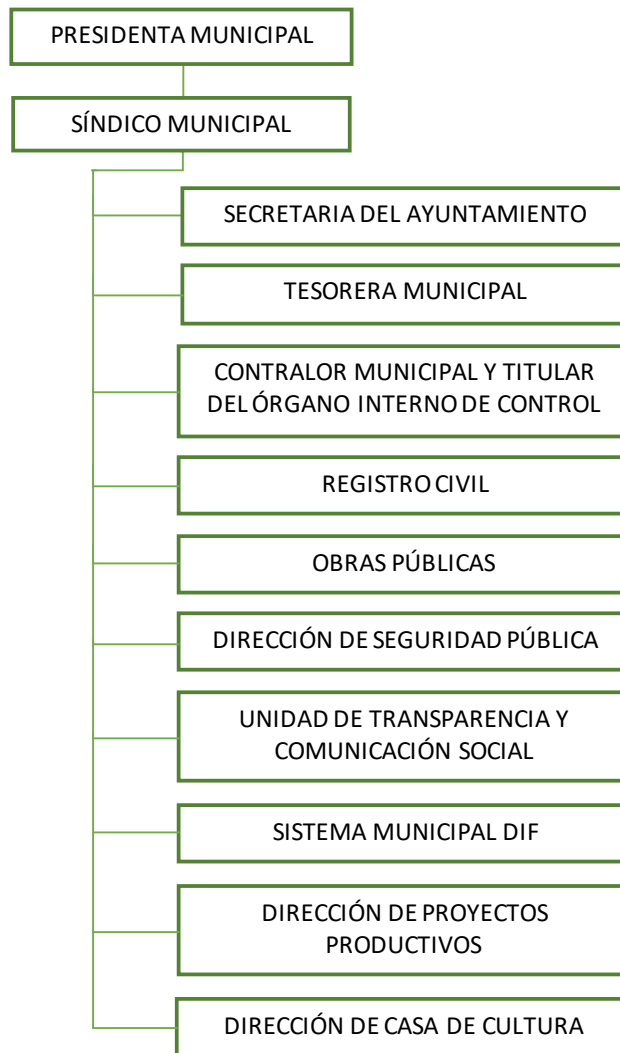 PRESIDENTA MUNICIPAL
SÍNDICO MUNICIPAL
SECRETARIA DEL AYUNTAMIENTO
TESORERA MUNICIPAL
CONTRALOR MUNICIPAL Y TITULAR
DEL ÓRGANO INTERNO DE CONTROL
REGISTRO CIVIL
OBRAS PÚBLICAS
DIRECCIÓN DE SEGURIDAD PÚBLICA
UNIDAD DE TRANSPARENCIA Y
COMUNICACIÓN SOCIAL
SISTEMA MUNICIPAL DIF
DIRECCIÓN DE PROYECTOS
PRODUCTIVOS
DIRECCIÓN DE CASA DE CULTURA